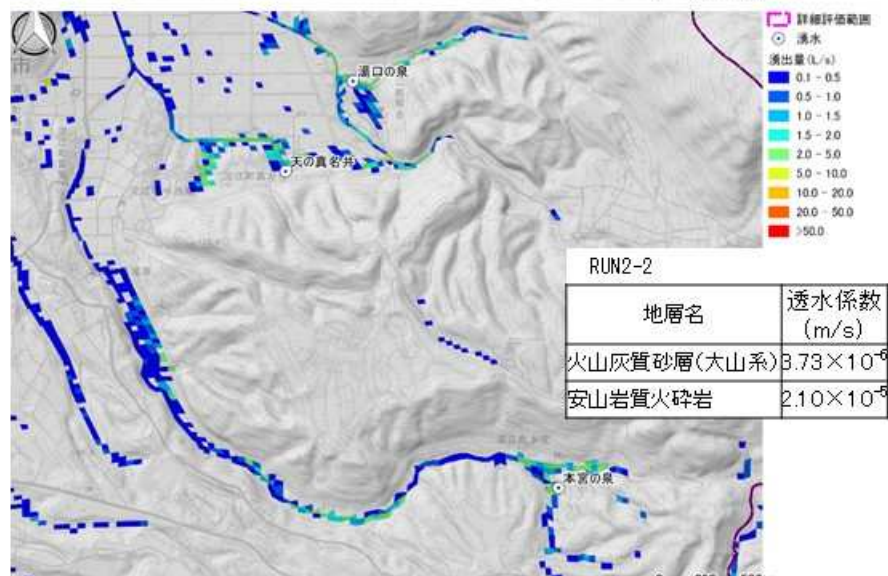 詳細評価範囲
湧水
湧出量(L/s)
0.1 - 0.5
0.5 - 1.0
1.0 - 1.5
1.5 - 2.0
2.0 - 5.0
5.0 - 10.0
10.0 - 20.0
20.0 - 50.0
>50.0
市
湯口の泉
天の真名井
本宮の泉
RUN2-2
地層名 透水係数
(m/s)
火山灰質砂層(大山系) 3.73×10⁻⁶
安山岩質火砕岩 2.10×10⁻⁵